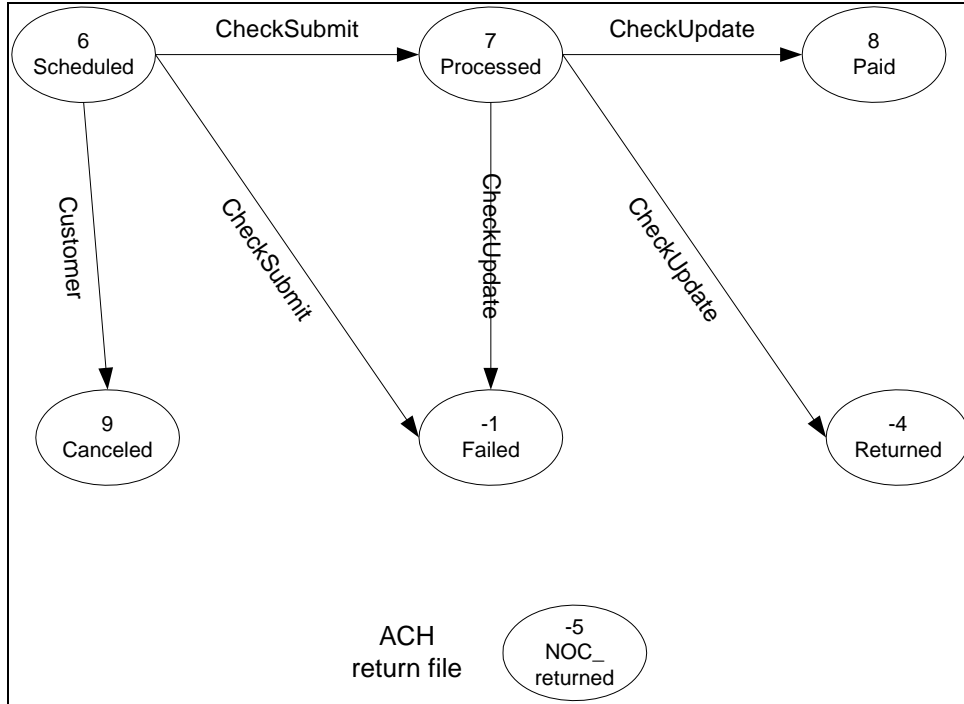 6
Scheduled
CheckSubmit
7
Processed
CheckUpdate
8
Paid
Customer
CheckSubmit
CheckUpdate
CheckUpdate
9
Canceled
-1
Failed
-4
Returned
ACH
return file
-5
NOC_
returned